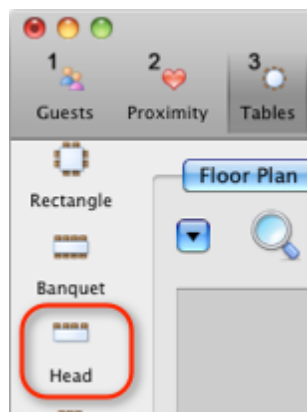 1
2
3
Guests
Proximity
Tables
Rectangle
Floor Plan
Banquet
Head